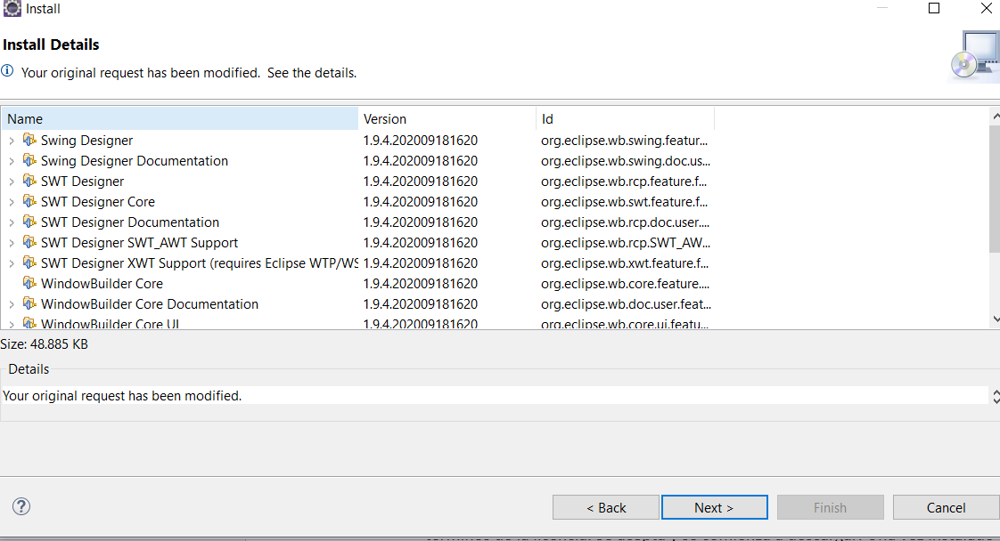 Install
Install Details
Your original request has been modified.  See the details.
Name Version Id
Swing Designer 1.9.4.202009181620 org.eclipse.wb.swing.featur...
Swing Designer Documentation 1.9.4.202009181620 org.eclipse.wb.swing.doc.us...
SWT Designer 1.9.4.202009181620 org.eclipse.wb.rcp.feature.f...
SWT Designer Core 1.9.4.202009181620 org.eclipse.wb.swt.feature.f...
SWT Designer Documentation 1.9.4.202009181620 org.eclipse.wb.rcp.doc.user....
SWT Designer SWT_AWT Support 1.9.4.202009181620 org.eclipse.wb.rcp.SWT_AW...
SWT Designer XWT Support (requires Eclipse WTP/WS 1.9.4.202009181620 org.eclipse.wb.xwt.feature.f...
WindowBuilder Core 1.9.4.202009181620 org.eclipse.wb.core.feature....
WindowBuilder Core Documentation 1.9.4.202009181620 org.eclipse.wb.doc.user.feat...
WindowBuilder Core UI 1.9.4.202009181620 org.eclipse.wb.core.ui.featu...
Size: 48.885 KB
Details
Your original request has been modified.
? < Back Next > Finish Cancel